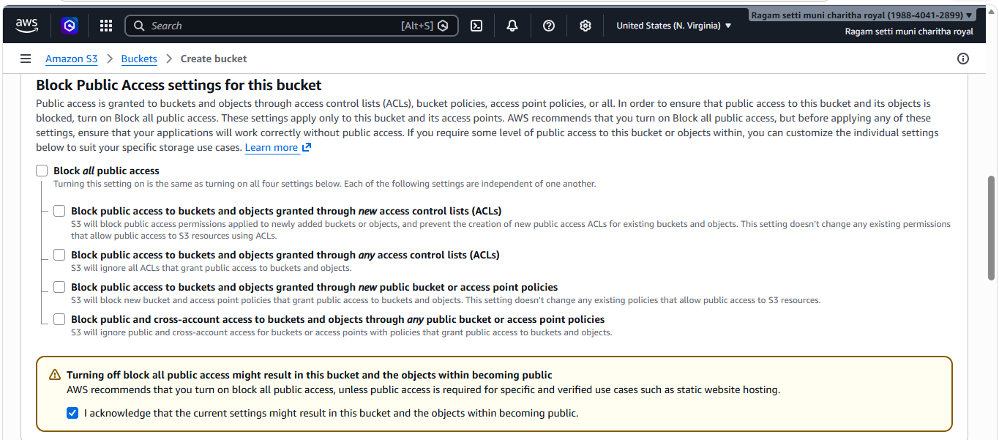 aws
Search
[Alt+S]
United States (N. Virginia)
Ragam setti muni charitha royal (1988-4041-2899)
Ragam setti muni charitha royal
Amazon S3
Buckets
Create bucket
Block Public Access settings for this bucket
Public access is granted to buckets and objects through access control lists (ACLs), bucket policies, access point policies, or all. In order to ensure that public access to this bucket and its objects is
blocked, turn on Block all public access. These settings apply only to this bucket and its access points. AWS recommends that you turn on Block all public access, but before applying any of these
settings, ensure that your applications will work correctly without public access. If you require some level of public access to this bucket or objects within, you can customize the individual settings
below to suit your specific storage use cases. Learn more
Block all public access
Turning this setting on is the same as turning on all four settings below. Each of the following settings are independent of one another.
Block public access to buckets and objects granted through new access control lists (ACLs)
S3 will block public access permissions applied to newly added buckets or objects, and prevent the creation of new public access ACLs for existing buckets and objects. This setting doesn't change any existing permissions
that allow public access to S3 resources using ACLs.
Block public access to buckets and objects granted through any access control lists (ACLs)
S3 will ignore all ACLs that grant public access to buckets and objects.
Block public access to buckets and objects granted through new public bucket or access point policies
S3 will block new bucket and access point policies that grant public access to buckets and objects. This setting doesn't change any existing policies that allow public access to S3 resources.
Block public and cross-account access to buckets and objects through any public bucket or access point policies
S3 will ignore public and cross-account access for buckets or access points with policies that grant public access to buckets and objects.
Turning off block all public access might result in this bucket and the objects within becoming public
AWS recommends that you turn on block all public access, unless public access is required for specific and verified use cases such as static website hosting.
I acknowledge that the current settings might result in this bucket and the objects within becoming public.